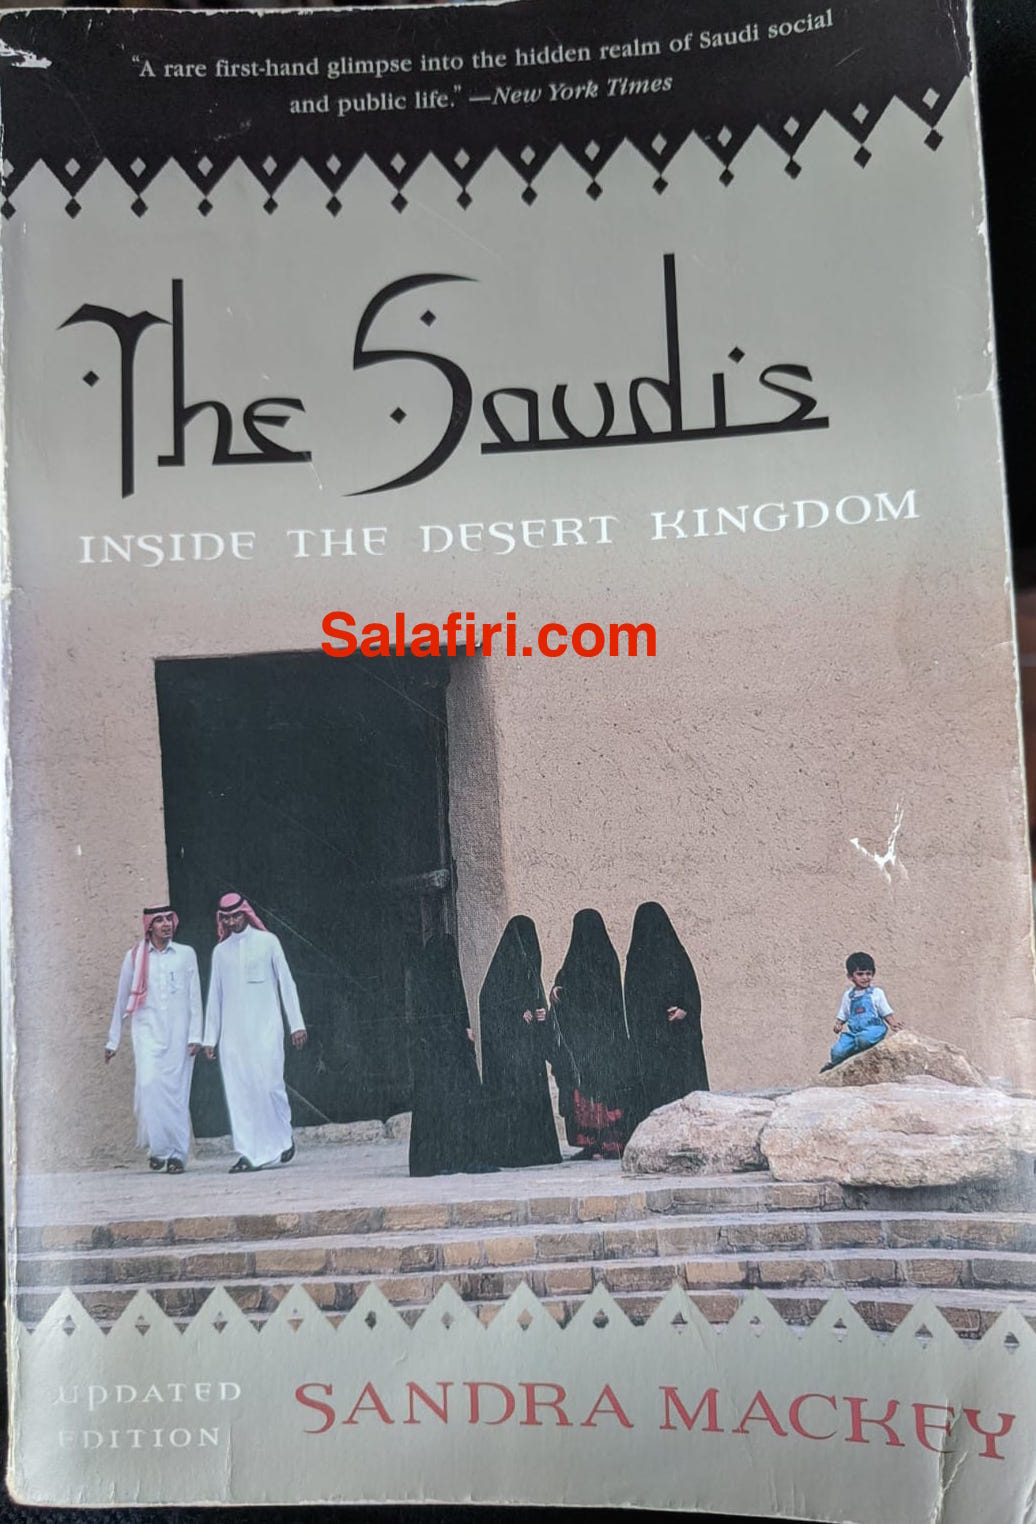 "A rare first-hand glimpse into the hidden realm of Saudi social
and public life." —New York Times
The Saudis
INSIDE THE DESERT KINGDOM
Salafiri.com
UPDATED
EDITION
SANDRA MACKEY